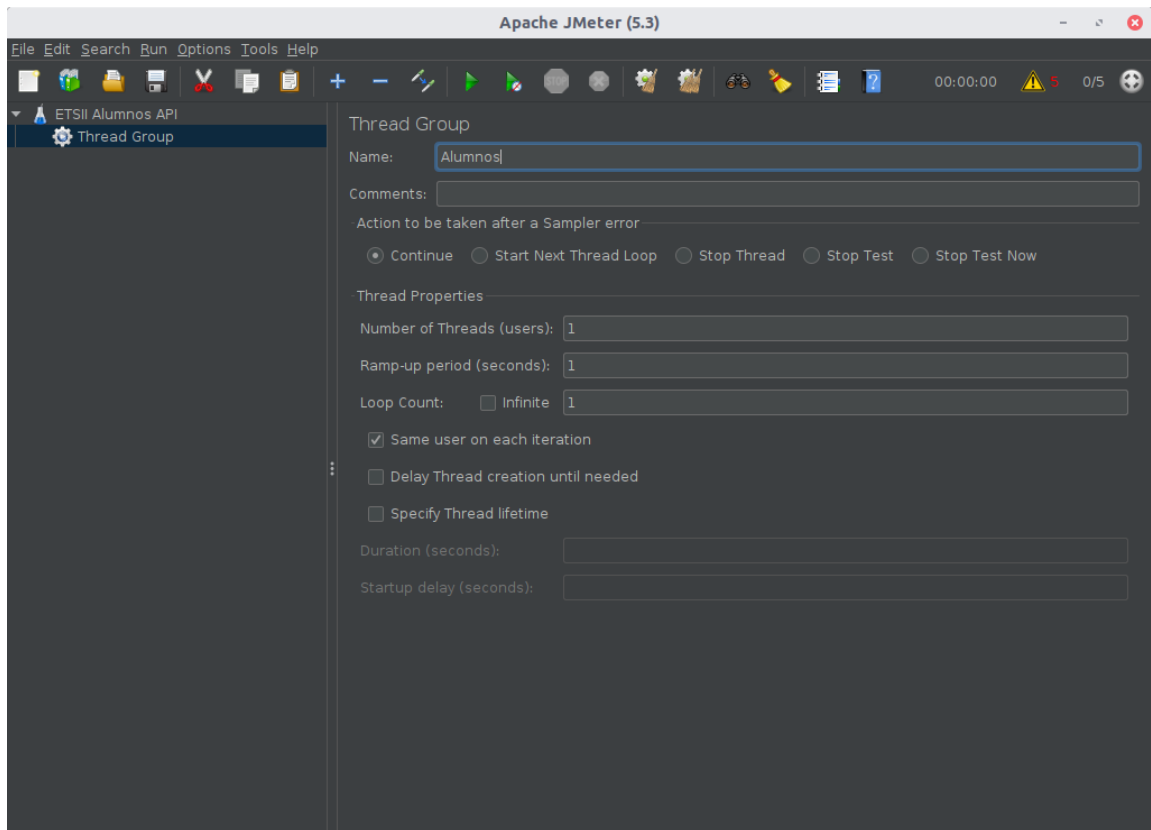 Apache JMeter (5.3)
File Edit Search Run Options Tools Help
00:00:00 5 0/5
ETSII Alumnos API
Thread Group
Thread Group
Name: Alumnos
Comments:
Action to be taken after a Sampler error
Continue Start Next Thread Loop Stop Thread Stop Test Stop Test Now
Thread Properties
Number of Threads (users): 1
Ramp-up period (seconds): 1
Loop Count: Infinite 1
Same user on each iteration
Delay Thread creation until needed
Specify Thread lifetime
Duration (seconds):
Startup delay (seconds):